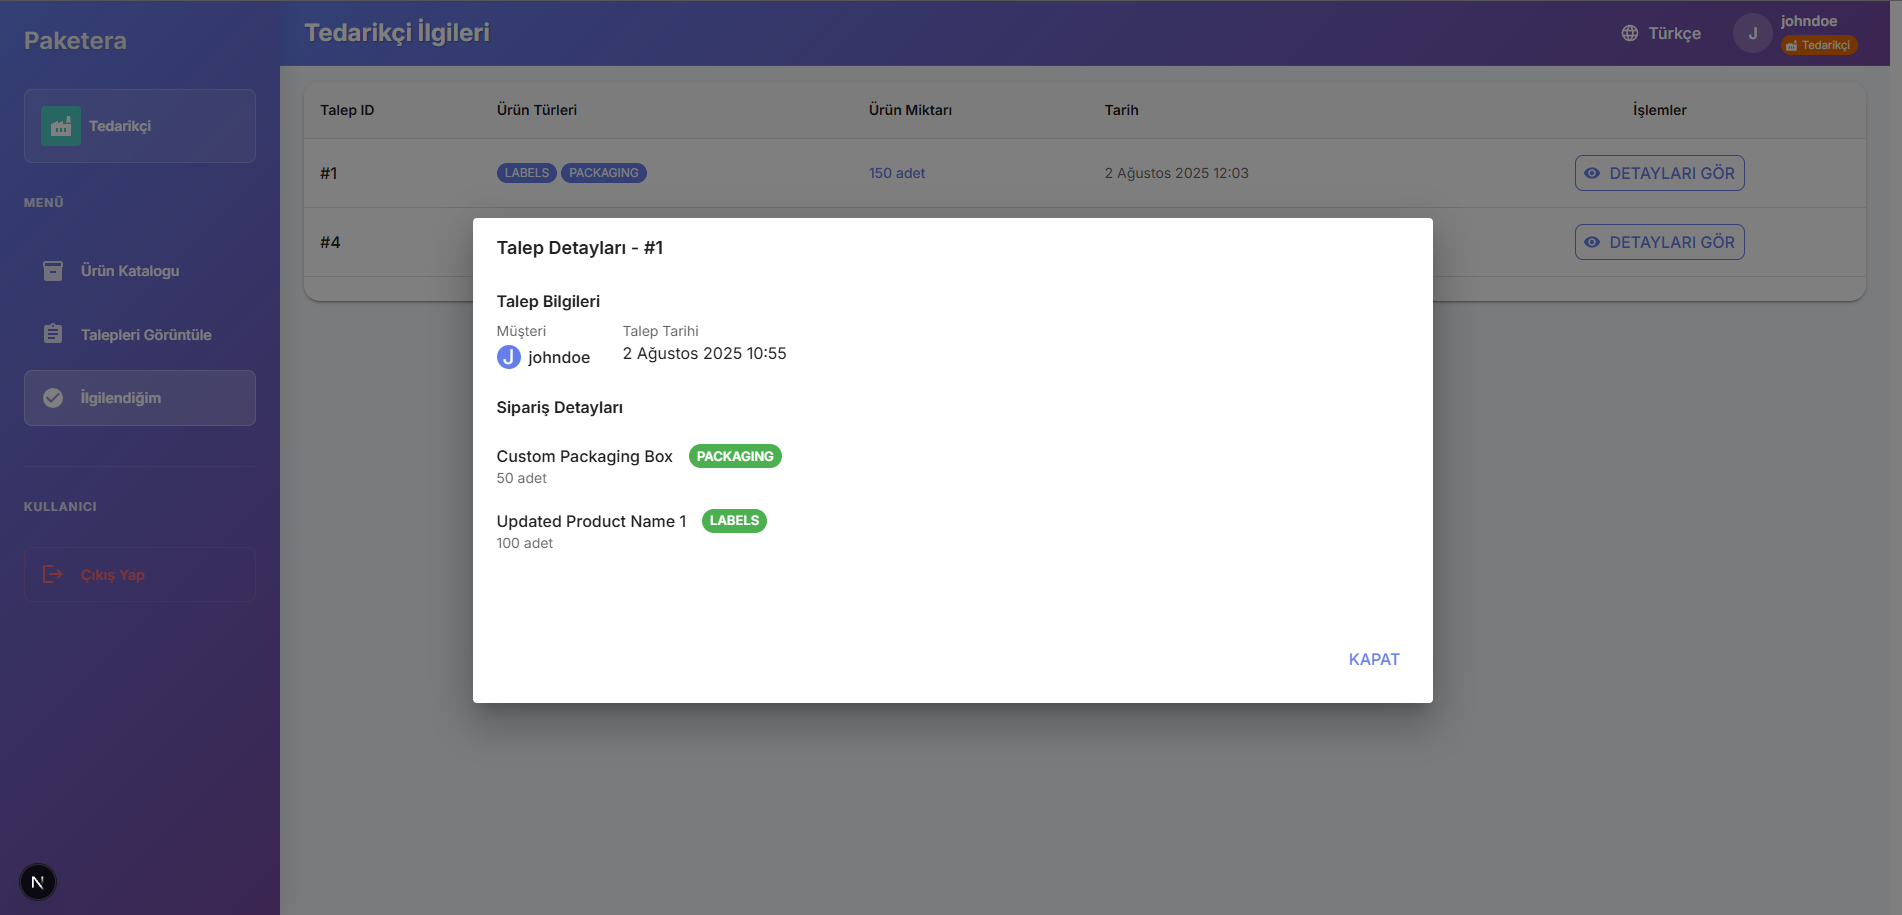 Paketera
Tedarikçi İlgileri
Türkçe
J
johndoe
Tedarikçi
Tedarikçi
MENÜ
Ürün Katalogu
Talepleri Görüntüle
İlgilendiğim
KULLANICI
Çıkış Yap
N
Talep ID Ürün Türleri Ürün Miktarı Tarih İşlemler
#1 LABELS PACKAGING 150 adet 2 Ağustos 2025 12:03 DETAYLARI GÖR
#4 DETAYLARI GÖR
Talep Detayları - #1
Talep Bilgileri
Müşteri Talep Tarihi
J johndoe 2 Ağustos 2025 10:55
Sipariş Detayları
Custom Packaging Box PACKAGING
50 adet
Updated Product Name 1 LABELS
100 adet
KAPAT